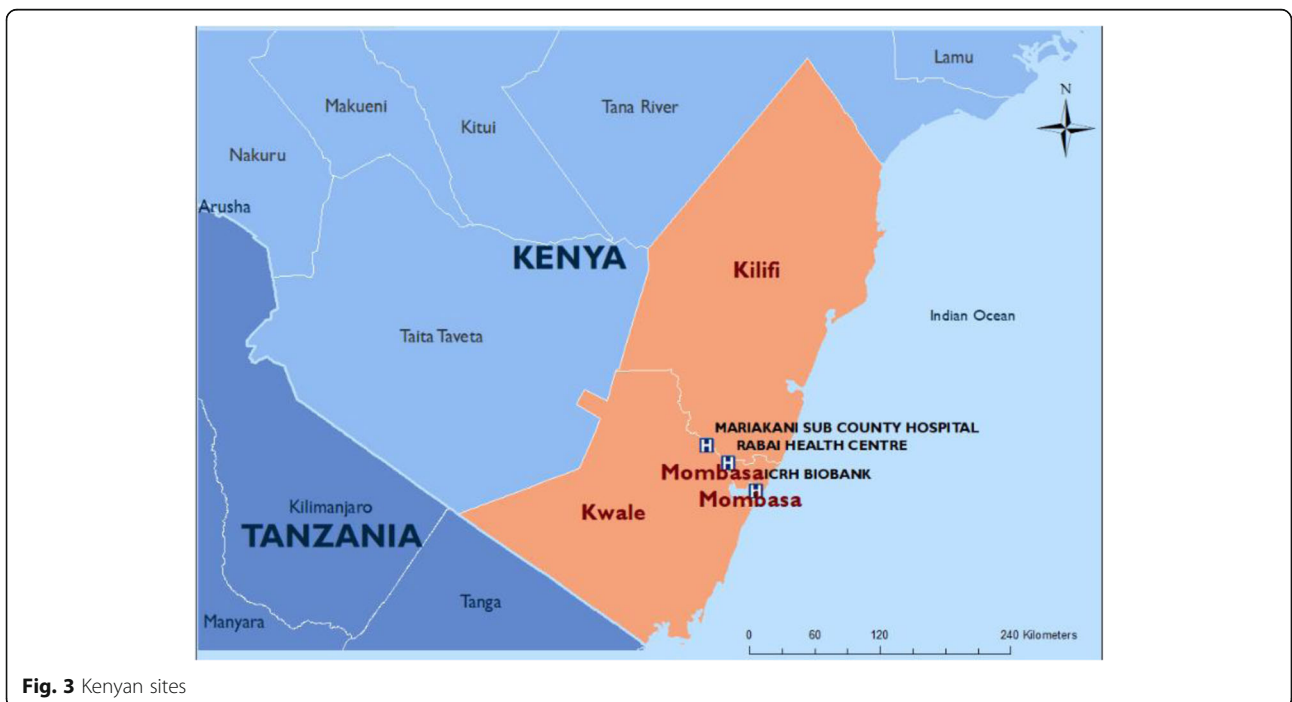 Lamu
N
Makueni
Tana River
Kitui
Nakuru
Arusha
KENYA
Kilifi
Indian Ocean
Taita Taveta
MARIAKANI SUB COUNTY HOSPITAL
H
RABAI HEALTH CENTRE
H
Mombasa
ICRH BIOBANK
H
Mombasa
Kwale
Kilimanjaro
TANZANIA
Tanga
Manyara
0 60 120 240 Kilometers
Fig. 3 Kenyan sites